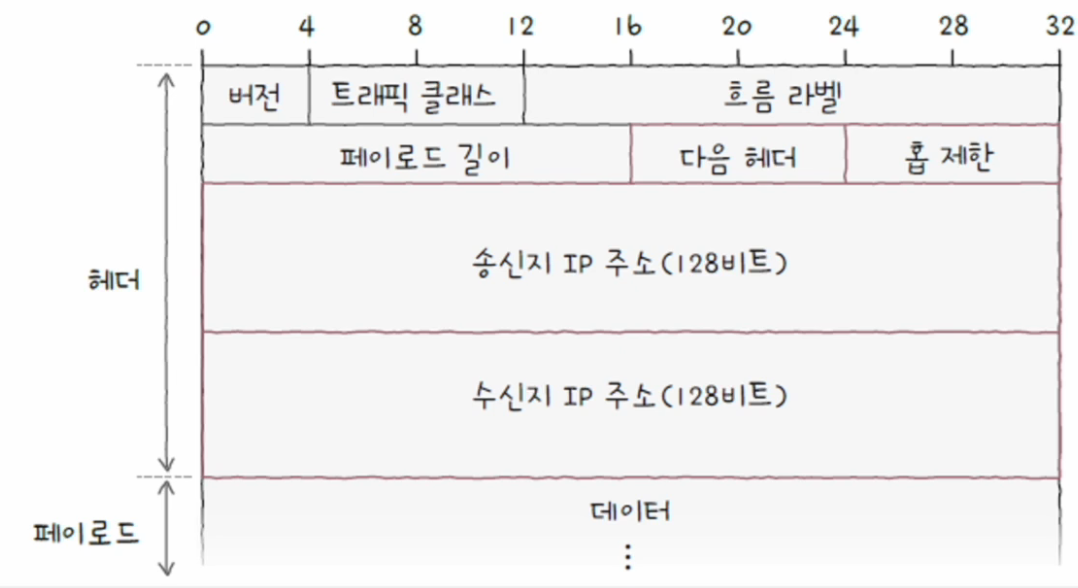 0 4 8 12 16 20 24 28 32
버전 트래픽 클래스 흐름 라벨
페이로드 길이 다음 헤더 홉 제한
송신지 IP 주소(128비트)
헤더
수신지 IP 주소(128비트)
데이터
페이로드